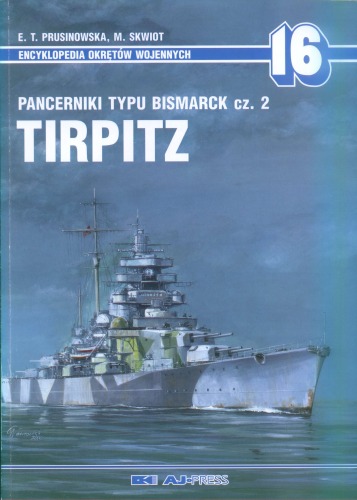 E. T. PRUSINOWSKA, M. SKWIOT
ENCYKLOPEDIA OKRĘTÓW WOJENNYCH
16
PANCERNIKI TYPU BISMARCK cz. 2
TIRPITZ
AJ-PRESS